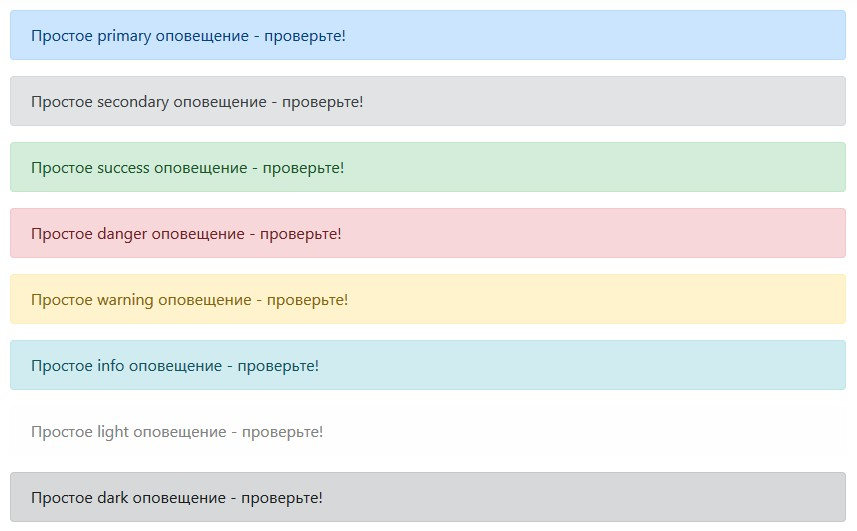 Простое primary оповещение - проверьте!
Простое secondary оповещение - проверьте!
Простое success оповещение - проверьте!
Простое danger оповещение - проверьте!
Простое warning оповещение - проверьте!
Простое info оповещение - проверьте!
Простое light оповещение - проверьте!
Простое dark оповещение - проверьте!